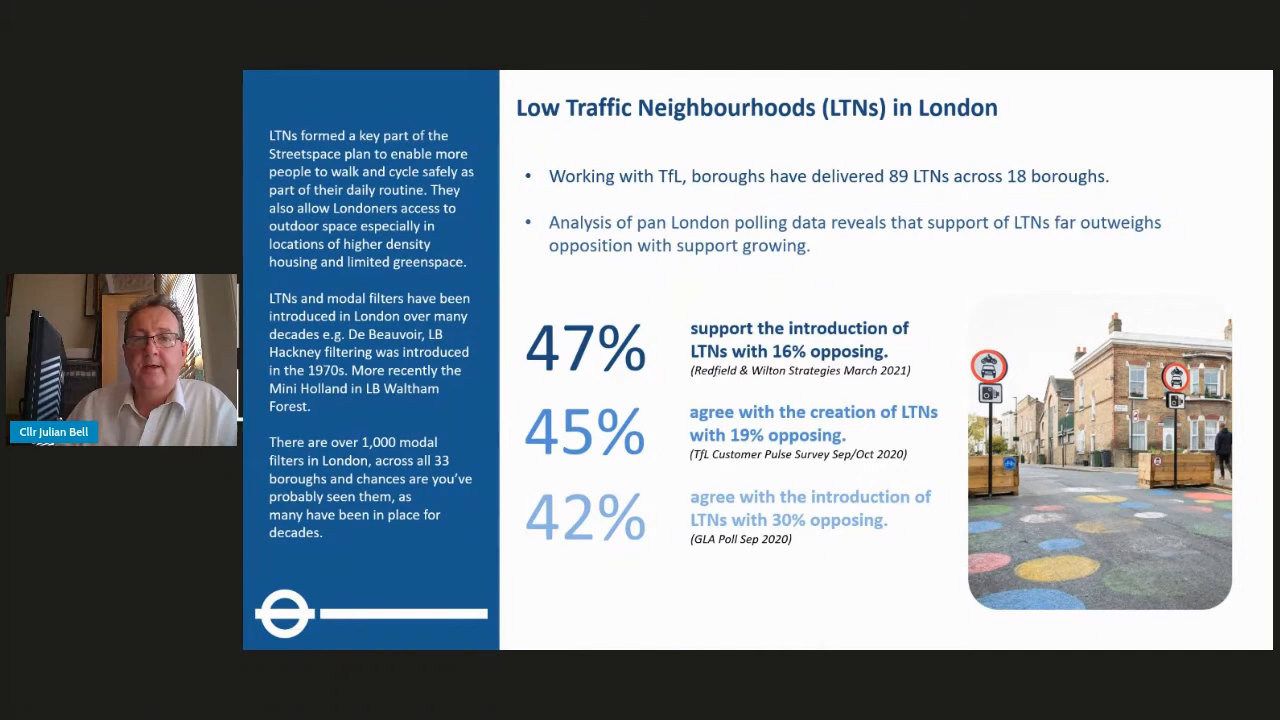 Low Traffic Neighbourhoods (LTNs) in London
LTNs formed a key part of the
Streetspace plan to enable more
people to walk and cycle safely as
part of their daily routine. They
also allow Londoners access to
outdoor space especially in
locations of higher density
housing and limited greenspace.
LTNs and modal filters have been
introduced in London over many
decades e.g. De Beauvoir, LB
Hackney filtering was introduced
in the 1970s. More recently the
Mini Holland in LB Waltham
Forest.
There are over 1,000 modal
filters in London, across all 33
boroughs and chances are you've
probably seen them, as
many have been in place for
decades.
• Working with TfL, boroughs have delivered 89 LTNs across 18 boroughs.
• Analysis of pan London polling data reveals that support of LTNs far outweighs
opposition with support growing.
47%
support the introduction of
LTNs with 16% opposing.
(Redfield & Wilton Strategies March 2021)
45%
agree with the creation of LTNs
with 19% opposing.
(TfL Customer Pulse Survey Sep/Oct 2020)
42%
agree with the introduction of
LTNs with 30% opposing.
(GLA Poll Sep 2020)
Cllr Julian Bell